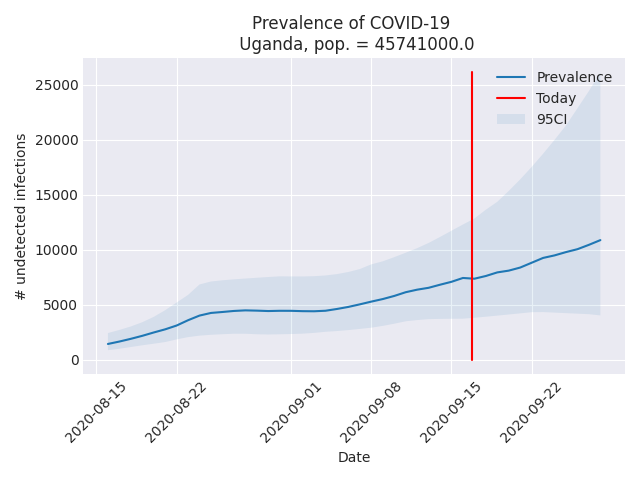 Prevalence of COVID-19
Uganda, pop. = 45741000.0
Prevalence
Today
95CI
# undetected infections
25000
20000
15000
10000
5000
0
2020-08-15
2020-08-22
2020-09-01
2020-09-08
2020-09-15
2020-09-22
Date